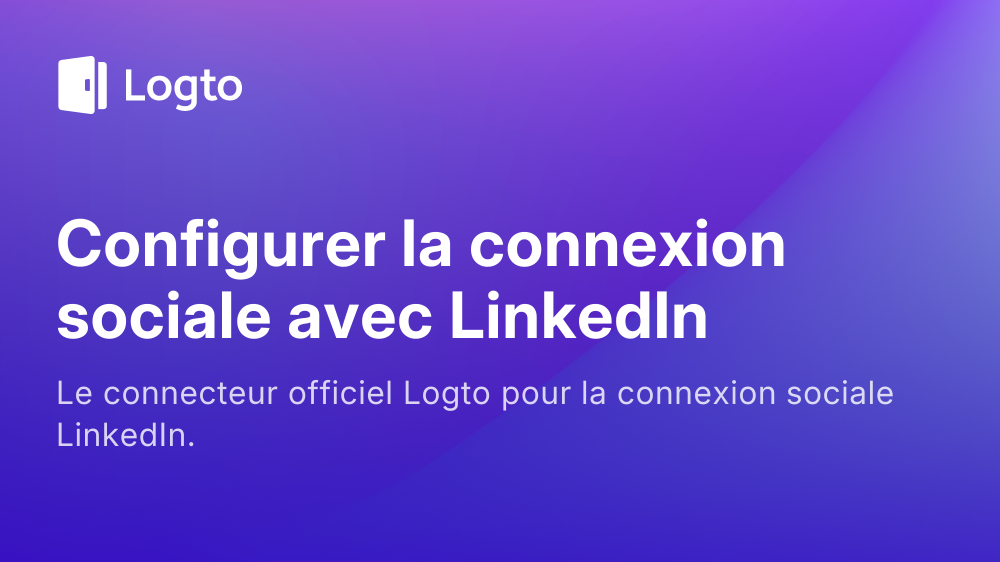 Logto
Configurer la connexion
sociale avec LinkedIn
Le connecteur officiel Logto pour la connexion sociale
LinkedIn.